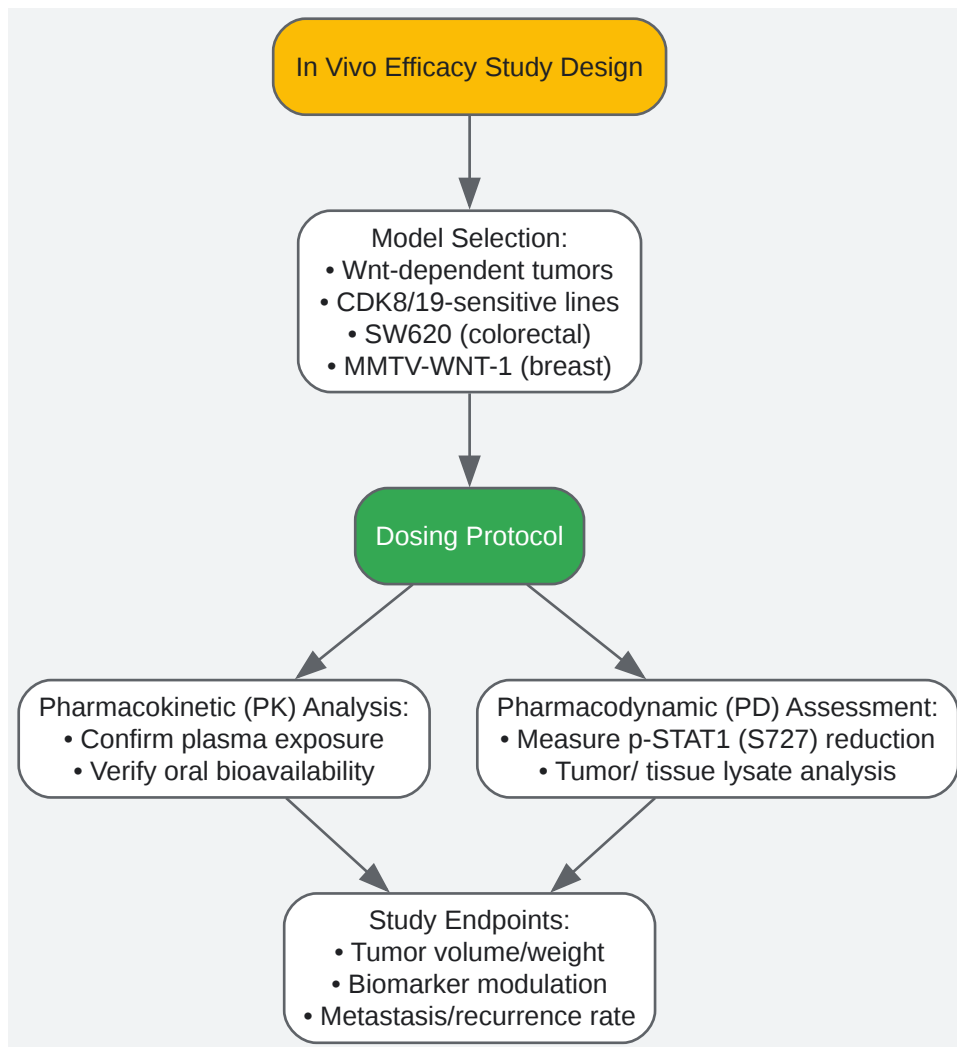 In Vivo Efficacy Study Design
Model Selection:
• Wnt-dependent tumors
• CDK8/19-sensitive lines
• SW620 (colorectal)
• MMTV-WNT-1 (breast)
Dosing Protocol
Pharmacokinetic (PK) Analysis:
• Confirm plasma exposure
• Verify oral bioavailability
Pharmacodynamic (PD) Assessment:
• Measure p-STAT1 (S727) reduction
• Tumor/ tissue lysate analysis
Study Endpoints:
• Tumor volume/weight
• Biomarker modulation
• Metastasis/recurrence rate